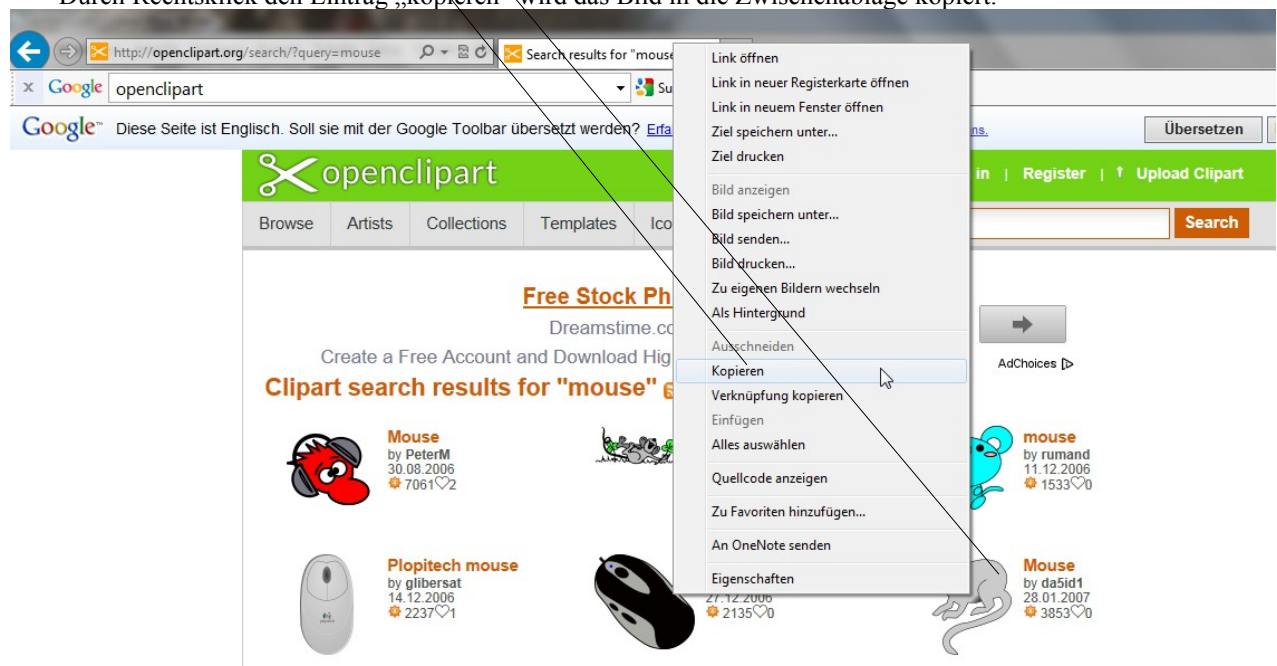 Durch Rechtsklick den Eintrag „kopieren“ wird das Bild in die Zwischenablage kopiert.
http://openclipart.org/search/?query=mouse
Search results for "mouse
x Google openclipart
Su
Google™ Diese Seite ist Englisch. Soll sie mit der Google Toolbar übersetzt werden? Erfa
ns.
Übersetzen
openclipart
in | Register | ↑ Upload Clipart
Browse Artists Collections Templates Ico
Search
Free Stock Ph
Dreamstime.co
Create a Free Account and Download Hig
AdChoices
Clipart search results for "mouse"
Link öffnen
Link in neuer Registerkarte öffnen
Link in neuem Fenster öffnen
Ziel speichern unter...
Ziel drucken
Bild anzeigen
Bild speichern unter...
Bild senden...
Bild drucken...
Zu eigenen Bildern wechseln
Als Hintergrund
Ausschneiden
Kopieren
Verknüpfung kopieren
Einfügen
Alles auswählen
Quellcode anzeigen
Zu Favoriten hinzufügen...
An OneNote senden
Eigenschaften
Mouse
by PeterM
30.08.2006
7061♡2
mouse
by rumand
11.12.2006
1533♡0
Plopitech mouse
by glibersat
14.12.2006
2237♡1
27.12.2006
2135♡0
Mouse
by da5id1
28.01.2007
3853♡0